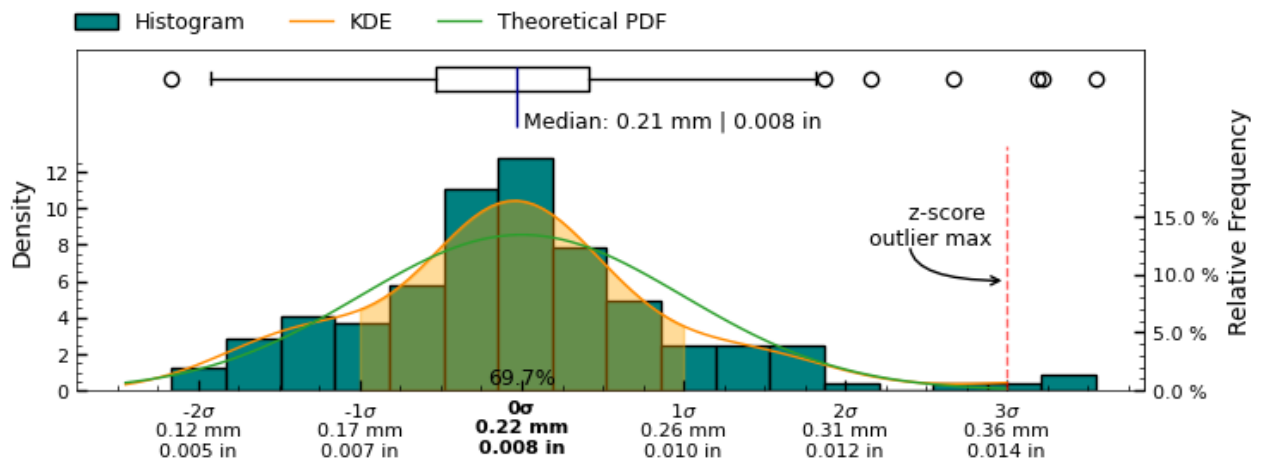 Histogram KDE Theoretical PDF
Median: 0.21 mm | 0.008 in
Density
12
10
8
6
4
2
0
z-score
outlier max
15.0 %
10.0 %
5.0 %
0.0 %
Relative Frequency
69.7%
-2σ -1σ 0σ 1σ 2σ 3σ
0.12 mm 0.17 mm 0.22 mm 0.26 mm 0.31 mm 0.36 mm
0.005 in 0.007 in 0.008 in 0.010 in 0.012 in 0.014 in